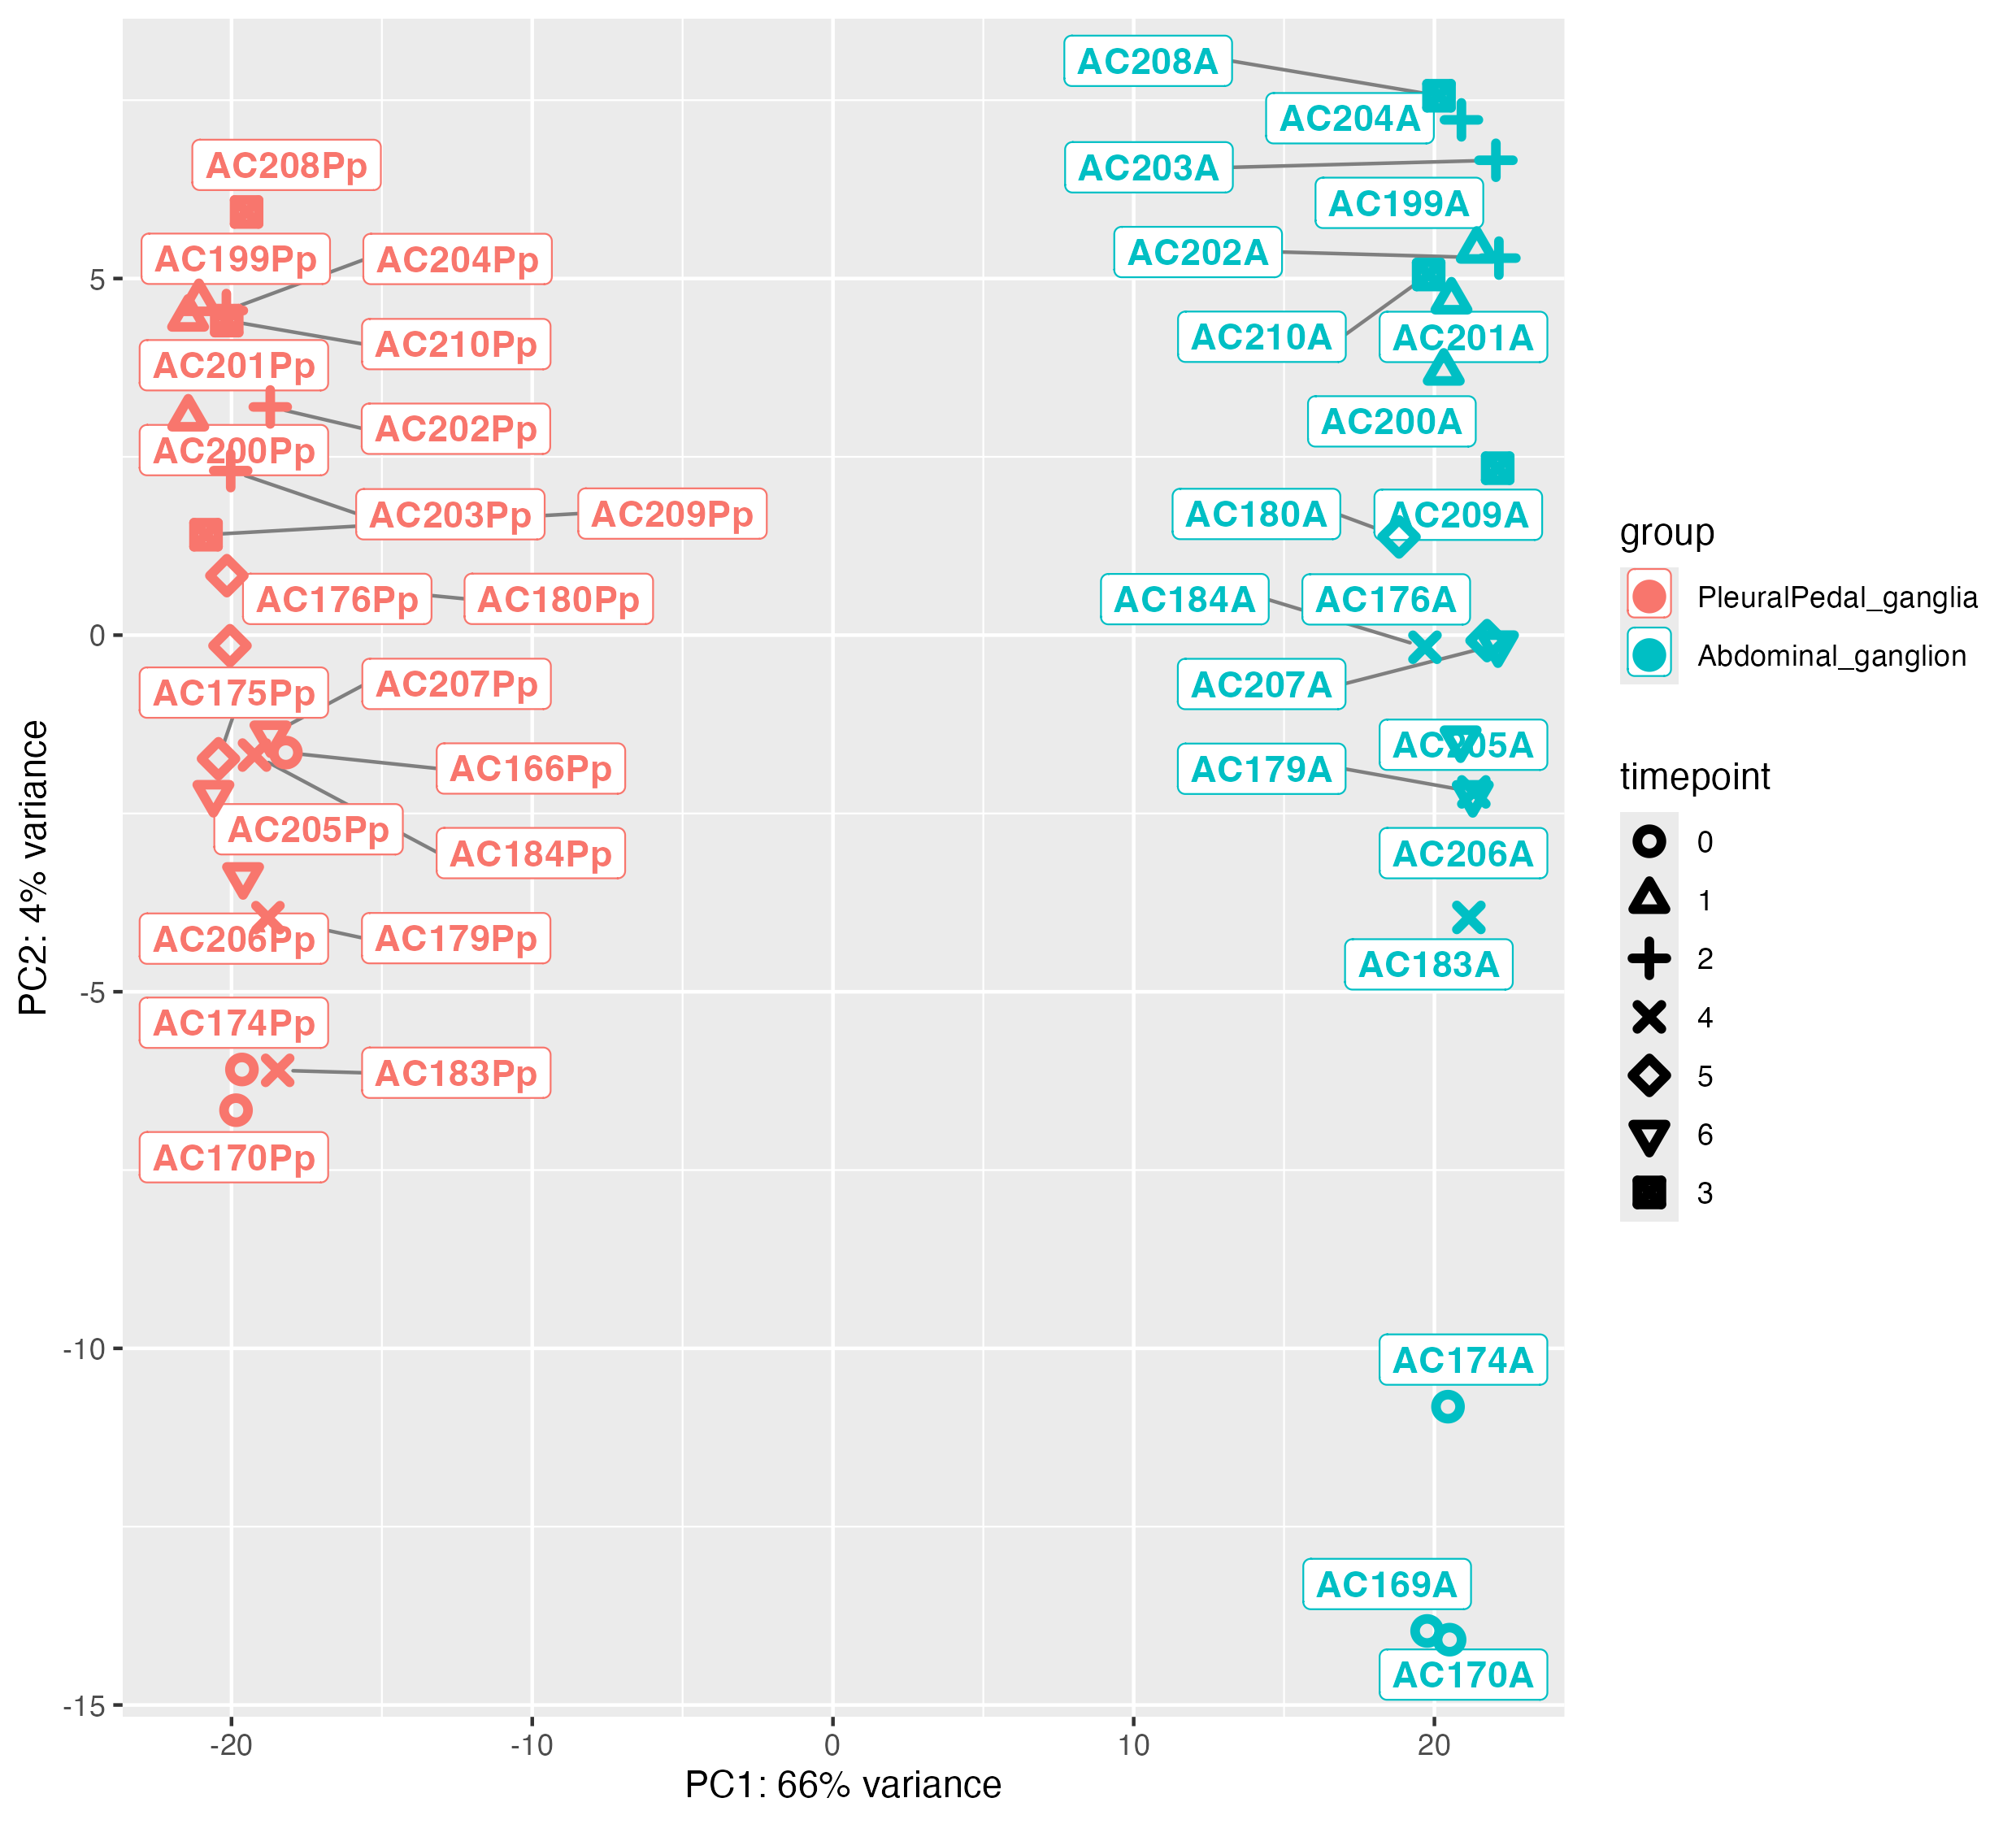 AC208A
AC204A
AC208Pp
AC203A
AC199A
AC199Pp
AC204Pp
AC202A
5
AC210Pp
AC210A
AC201A
AC201Pp
AC202Pp
AC200A
AC200Pp
AC203Pp
AC209Pp
AC180A
AC209A
AC176Pp
AC180Pp
AC184A
AC176A
0
AC175Pp
AC207Pp
AC207A
AC205A
AC166Pp
AC179A
AC205Pp
AC184Pp
AC206A
AC206Pp
AC179Pp
AC183A
-5
AC174Pp
AC183Pp
AC170Pp
-10
AC174A
AC169A
AC170A
-15
-20
-10
0
10
20
PC1: 66% variance
PC2: 4% variance
group
PleuralPedal_ganglia
Abdominal_ganglion
timepoint
0
1
2
4
5
6
3